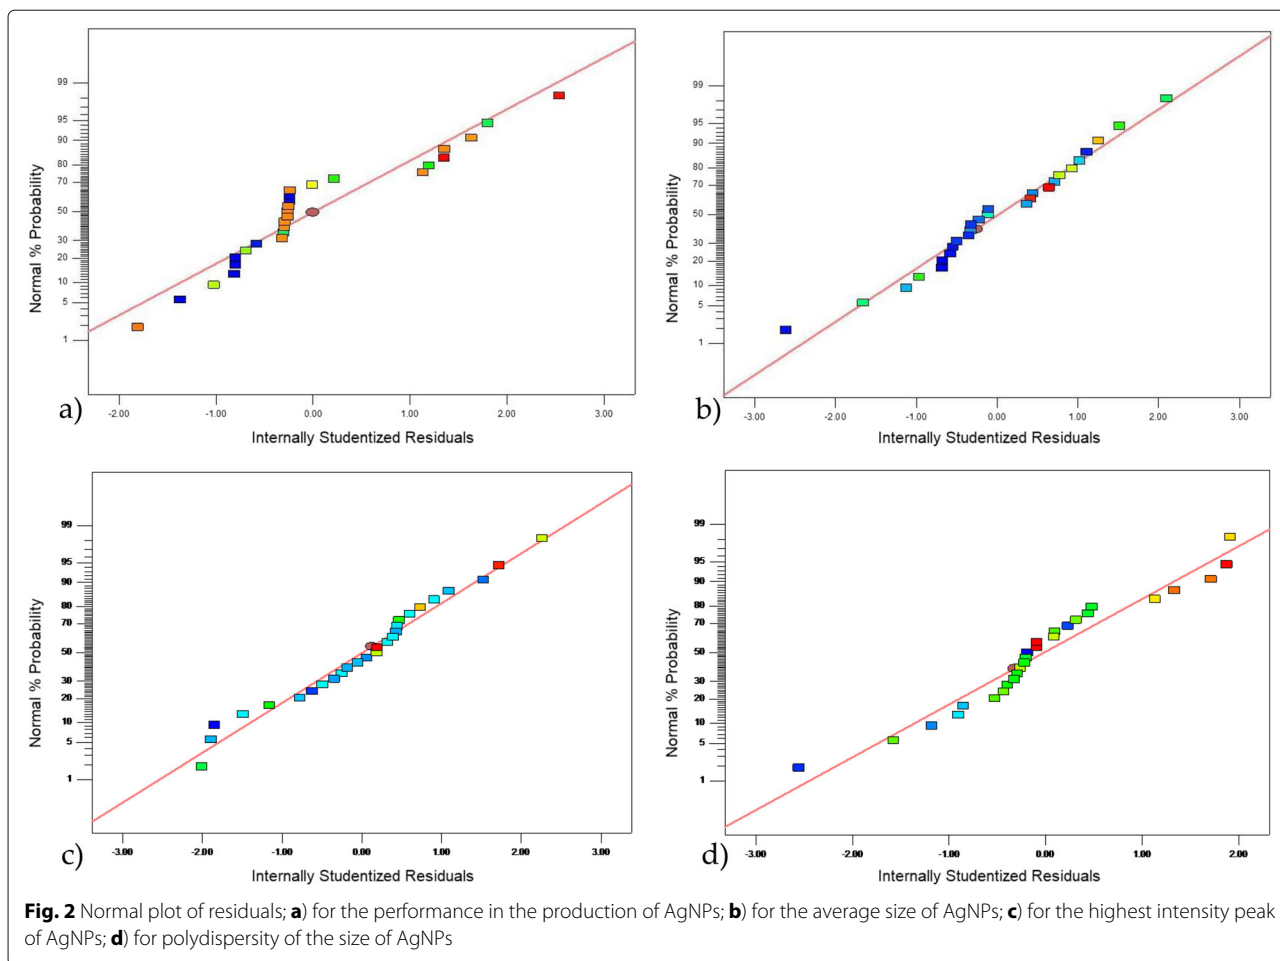 99
95
90
80
70
50
30
20
10
5
1
Normal % Probability
-2.00 -1.00 0.00 1.00 2.00 3.00
a)
Internally Studentized Residuals
99
95
90
80
70
50
30
20
10
5
1
Normal % Probability
-3.00 -2.00 -1.00 0.00 1.00 2.00 3.00
b)
Internally Studentized Residuals
99
95
90
80
70
50
30
20
10
5
1
Normal % Probability
-3.00 -2.00 -1.00 0.00 1.00 2.00 3.00
c)
Internally Studentized Residuals
99
95
90
80
70
50
30
20
10
5
1
Normal % Probability
-3.00 -2.00 -1.00 0.00 1.00 2.00
d)
Internally Studentized Residuals
Fig. 2 Normal plot of residuals; a) for the performance in the production of AgNPs; b) for the average size of AgNPs; c) for the highest intensity peak
of AgNPs; d) for polydispersity of the size of AgNPs